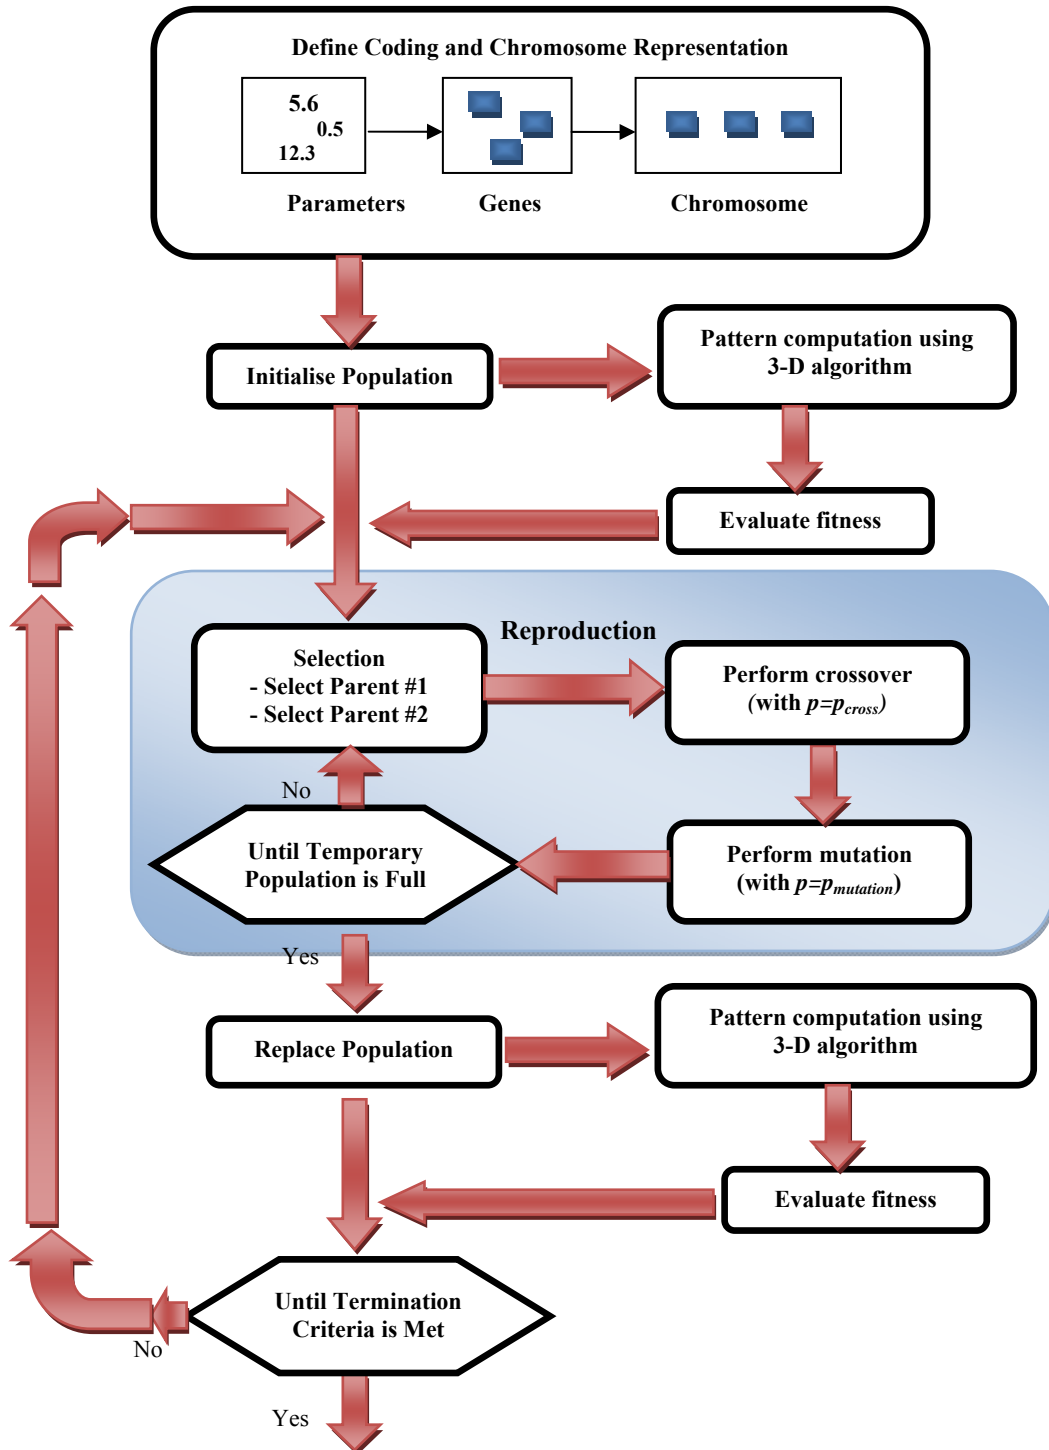 Define Coding and Chromosome Representation
5.6
0.5
12.3
Parameters
Genes
Chromosome
Initialise Population
Pattern computation using
3-D algorithm
Evaluate fitness
Reproduction
Selection
- Select Parent #1
- Select Parent #2
Perform crossover
(with p=pcross)
No
Until Temporary
Population is Full
Perform mutation
(with p=pmutation)
Yes
Replace Population
Pattern computation using
3-D algorithm
Evaluate fitness
Until Termination
Criteria is Met
No
Yes